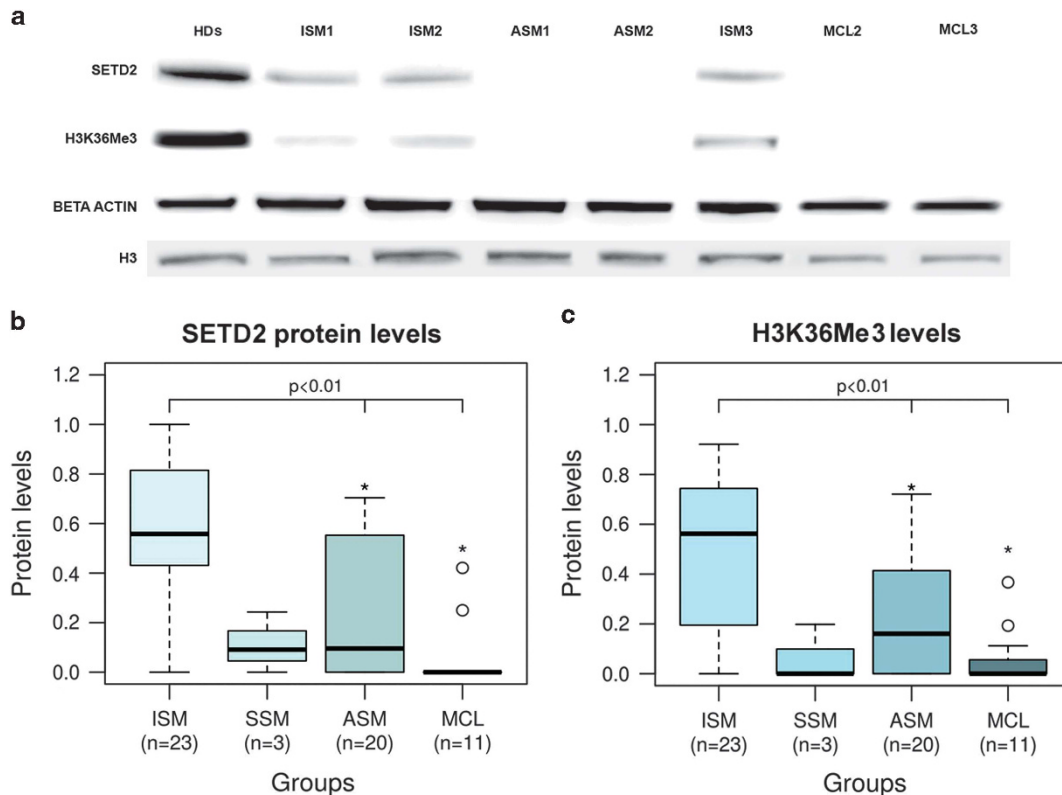 a
HDs ISM1 ISM2 ASM1 ASM2 ISM3 MCL2 MCL3
SETD2
H3K36Me3
BETA ACTIN
H3
b
SETD2 protein levels
1.2
1.0
0.8
0.6
0.4
0.2
0.0
Protein levels
p<0.01
*
*
ISM SSM ASM MCL
(n=23) (n=3) (n=20) (n=11)
Groups
c
H3K36Me3 levels
1.2
1.0
0.8
0.6
0.4
0.2
0.0
Protein levels
p<0.01
*
*
ISM SSM ASM MCL
(n=23) (n=3) (n=20) (n=11)
Groups